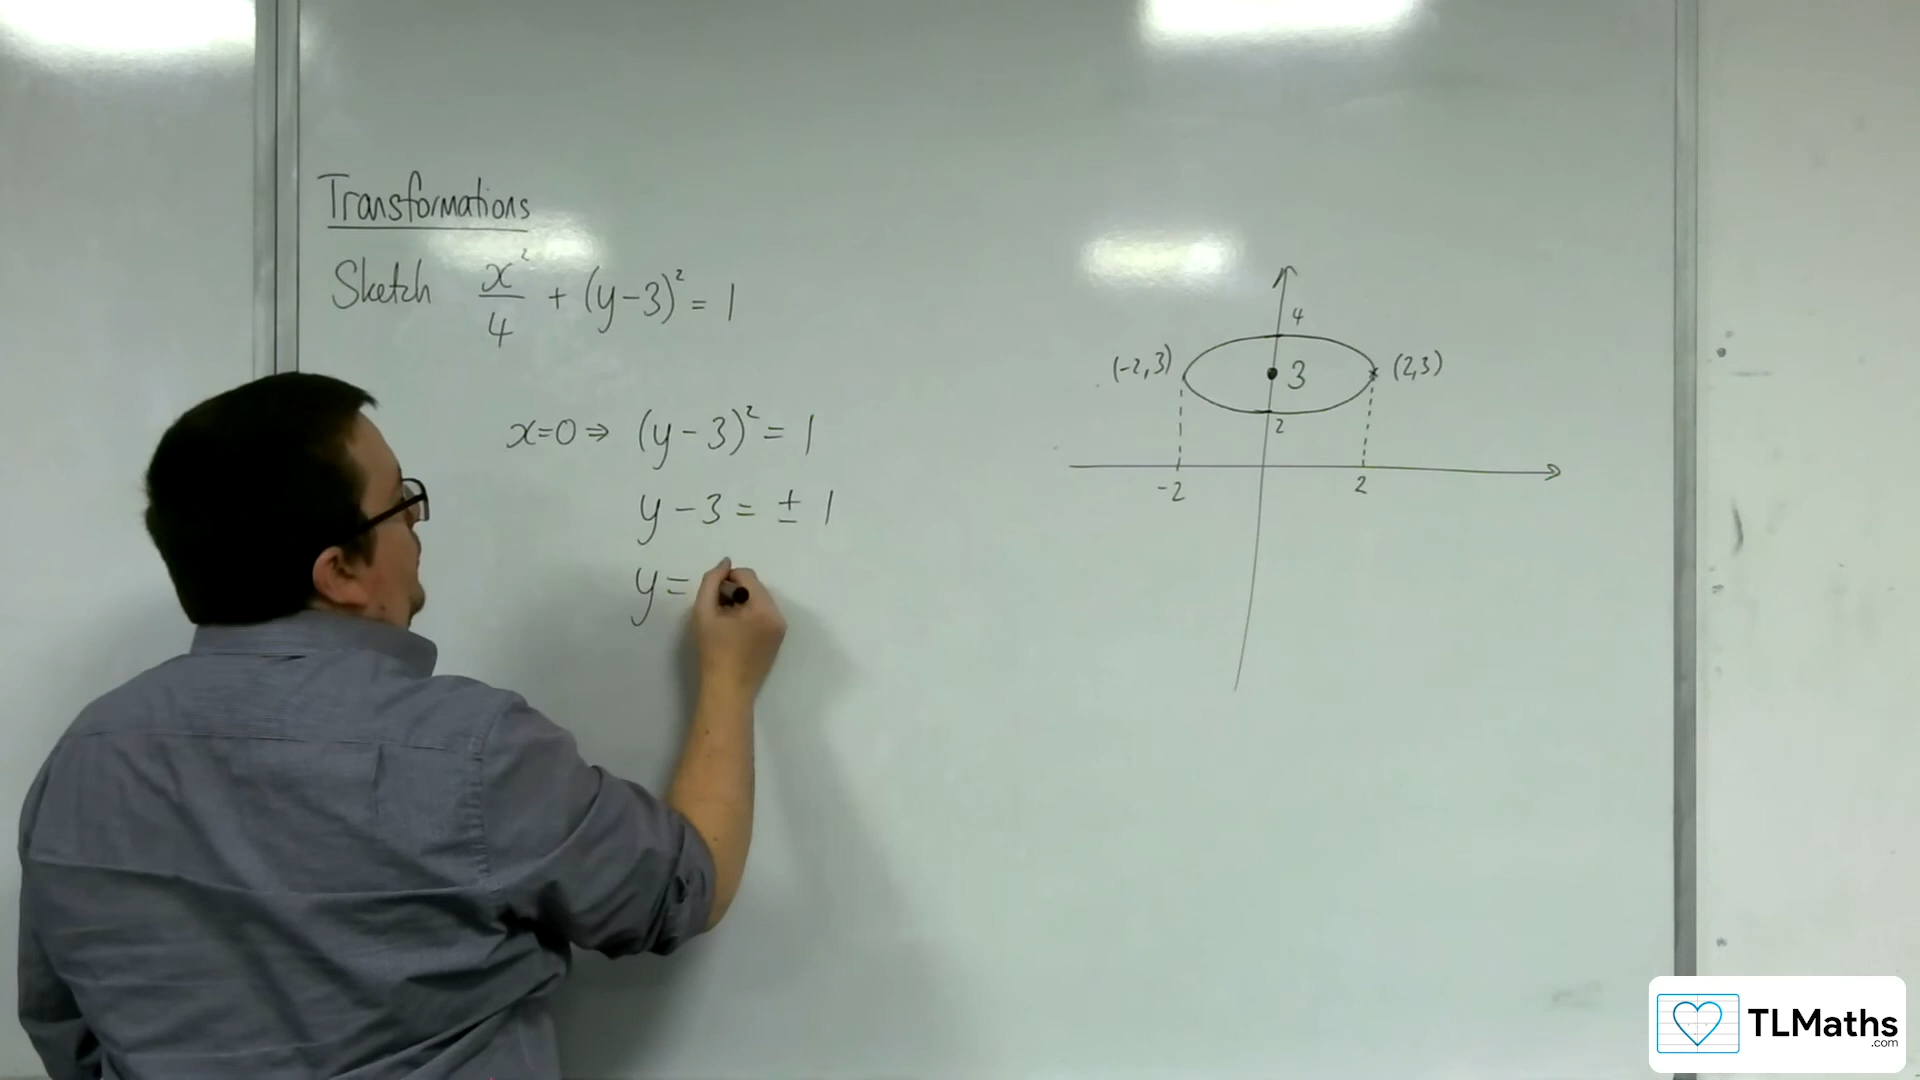 Transformations
Sketch x²/4 + (y-3)² = 1
x=0 ⇒ (y-3)² = 1
y-3 = ± 1
y=
4
(-2,3)
3
(2,3)
2
-2
2
TLMaths
.com